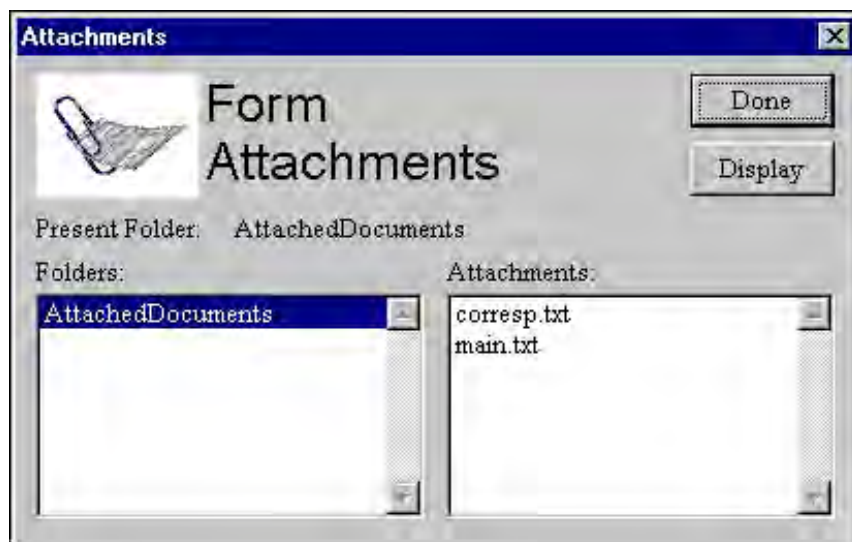 Attachments
Form
Attachments
Done
Display
Present Folder: AttachedDocuments
Folders:
Attachments:
AttachedDocuments
corresp.txt
main.txt